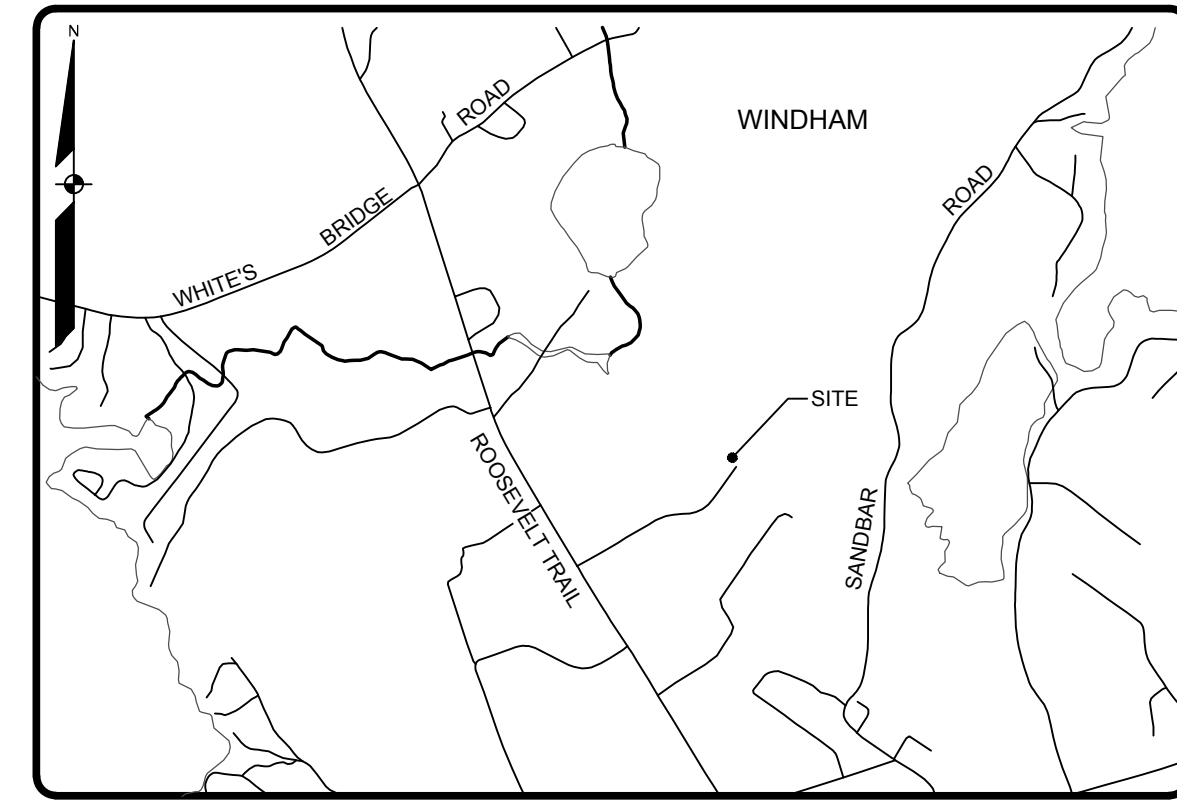 N
WINDHAM
WHITE'S BRIDGE ROAD
ROAD
SITE
ROOSEVELT TRAIL
SANDBAR